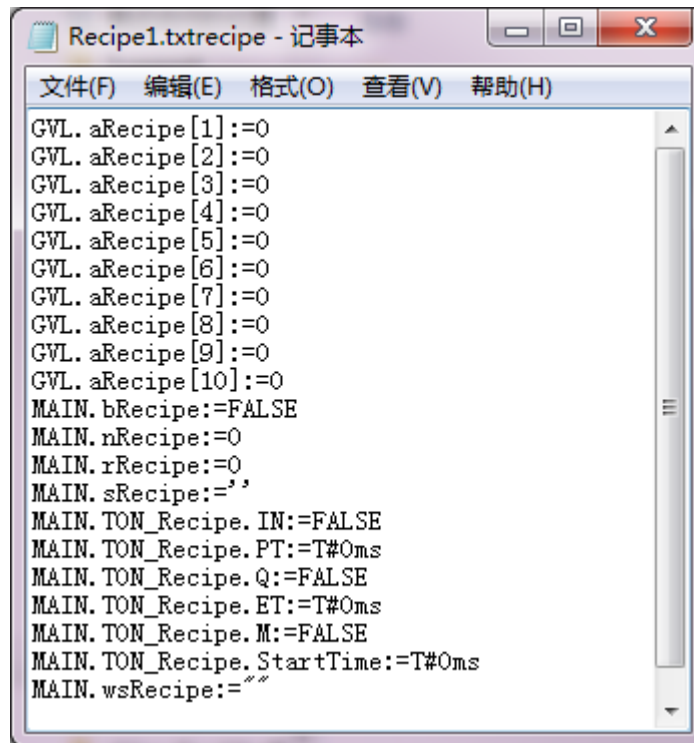 Recipe1.txtrecipe - 记事本
文件(F) 编辑(E) 格式(O) 查看(V) 帮助(H)
GVL.aRecipe[1]:=0
GVL.aRecipe[2]:=0
GVL.aRecipe[3]:=0
GVL.aRecipe[4]:=0
GVL.aRecipe[5]:=0
GVL.aRecipe[6]:=0
GVL.aRecipe[7]:=0
GVL.aRecipe[8]:=0
GVL.aRecipe[9]:=0
GVL.aRecipe[10]:=0
MAIN.bRecipe:=FALSE
MAIN.nRecipe:=0
MAIN.rRecipe:=0
MAIN.sRecipe:=''
MAIN.TON_Recipe.IN:=FALSE
MAIN.TON_Recipe.PT:=T#0ms
MAIN.TON_Recipe.Q:=FALSE
MAIN.TON_Recipe.ET:=T#0ms
MAIN.TON_Recipe.M:=FALSE
MAIN.TON_Recipe.StartTime:=T#0ms
MAIN.wsRecipe:=""